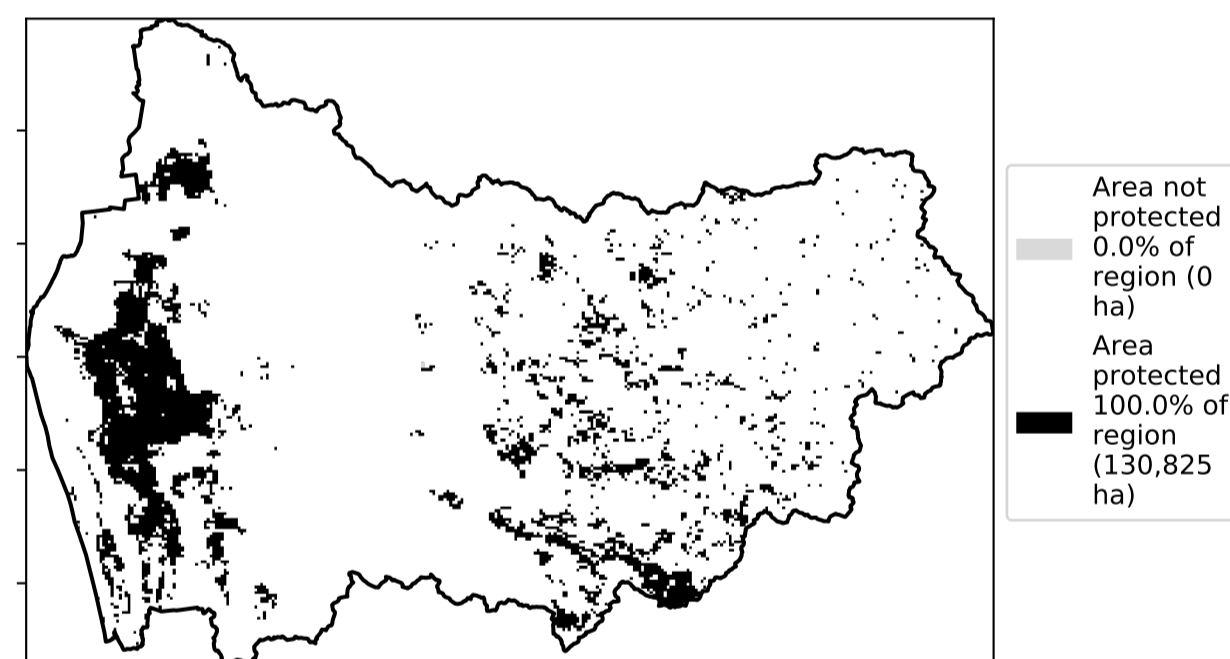 Area not
protected
0.0% of
region (0
ha)
Area
protected
100.0% of
region
(130,825
ha)